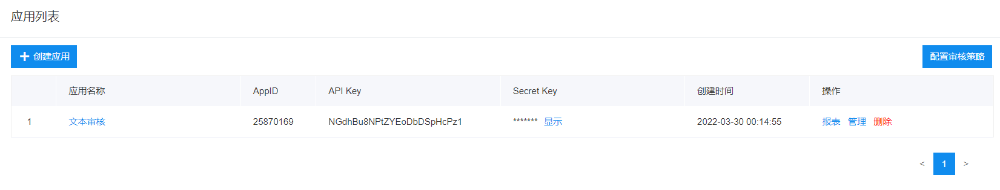 应用列表
创建应用 配置审核策略
应用名称 AppID API Key Secret Key 创建时间 操作
1 文本审核 25870169 NGdhBu8NPtZYEoDbDSpHcPz1 ******* 显示 2022-03-30 00:14:55 报表 管理 删除
< 1 >